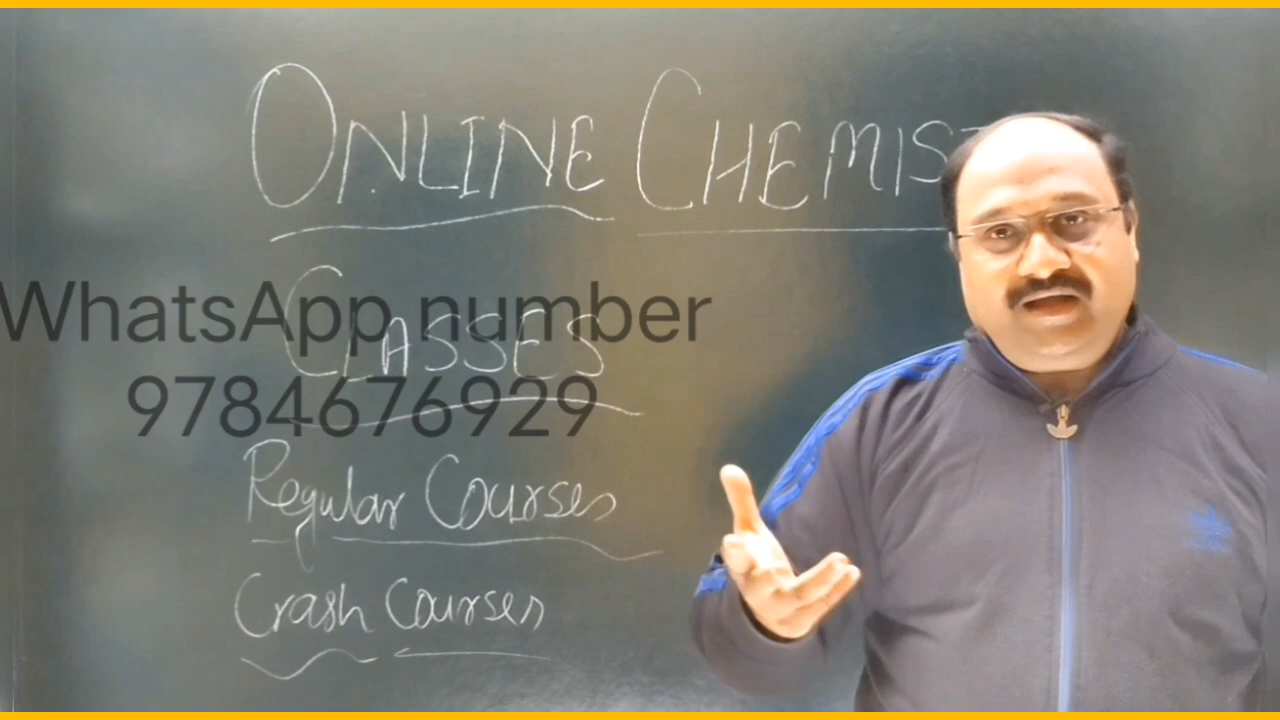 ONLINE CHEMIS
WhatsApp number
CLASSES
9784676929
Regular Courses
Crash Courses